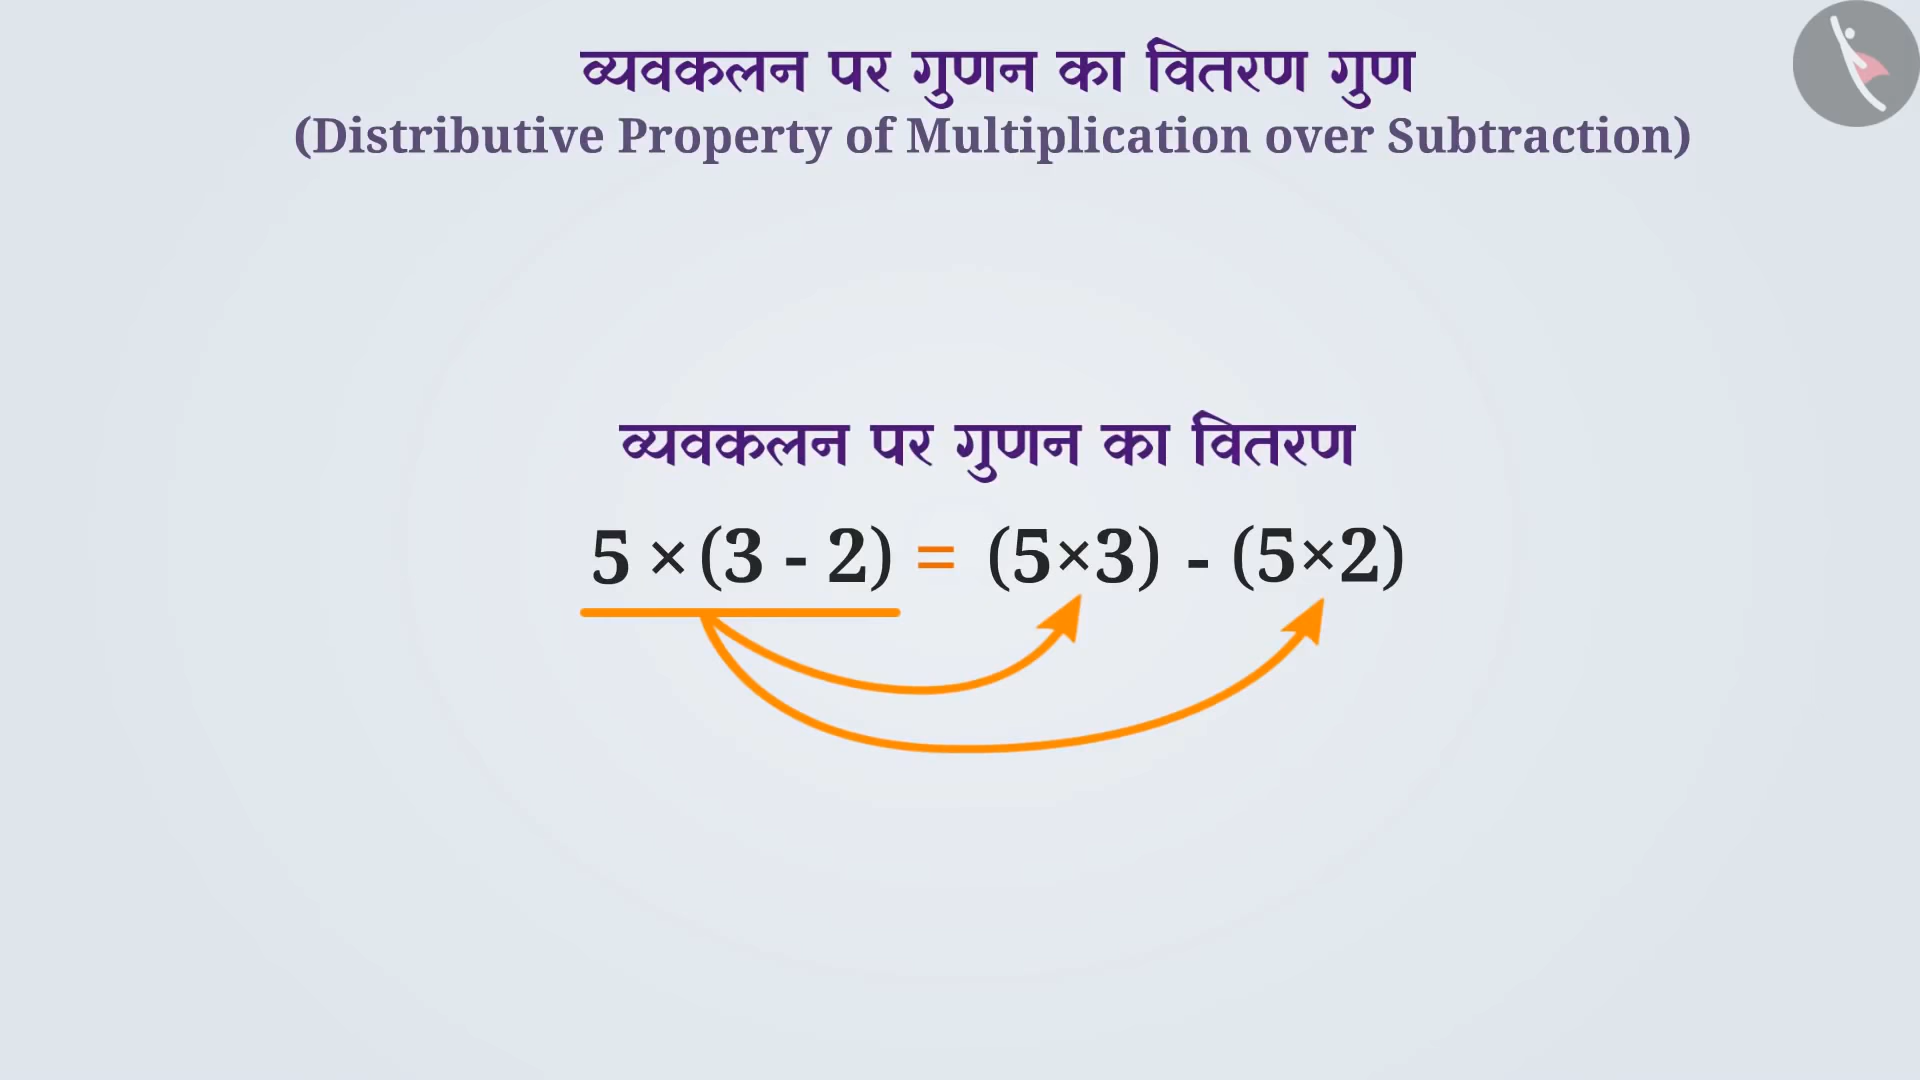 व्यवकलन पर गुणन का वितरण गुण
(Distributive Property of Multiplication over Subtraction)
व्यवकलन पर गुणन का वितरण
5 × (3 - 2) = (5×3) - (5×2)